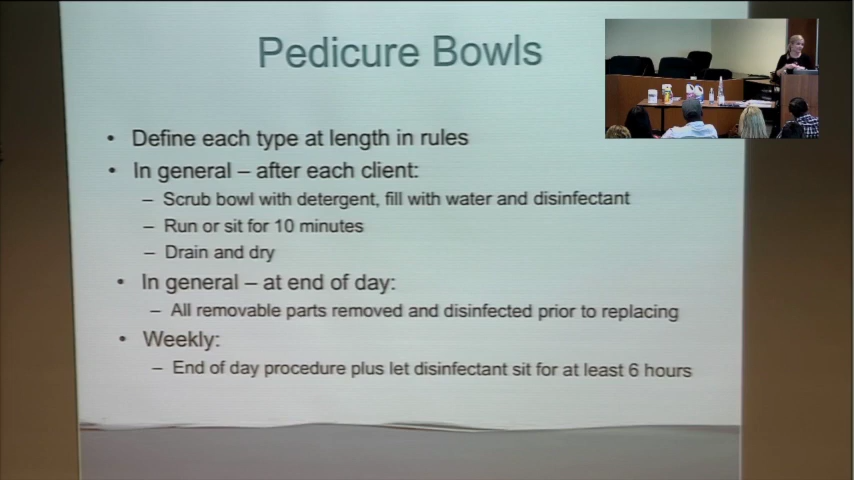 Pedicure Bowls
• Define each type at length in rules
• In general – after each client:
– Scrub bowl with detergent, fill with water and disinfectant
– Run or sit for 10 minutes
– Drain and dry
• In general – at end of day:
– All removable parts removed and disinfected prior to replacing
• Weekly:
– End of day procedure plus let disinfectant sit for at least 6 hours